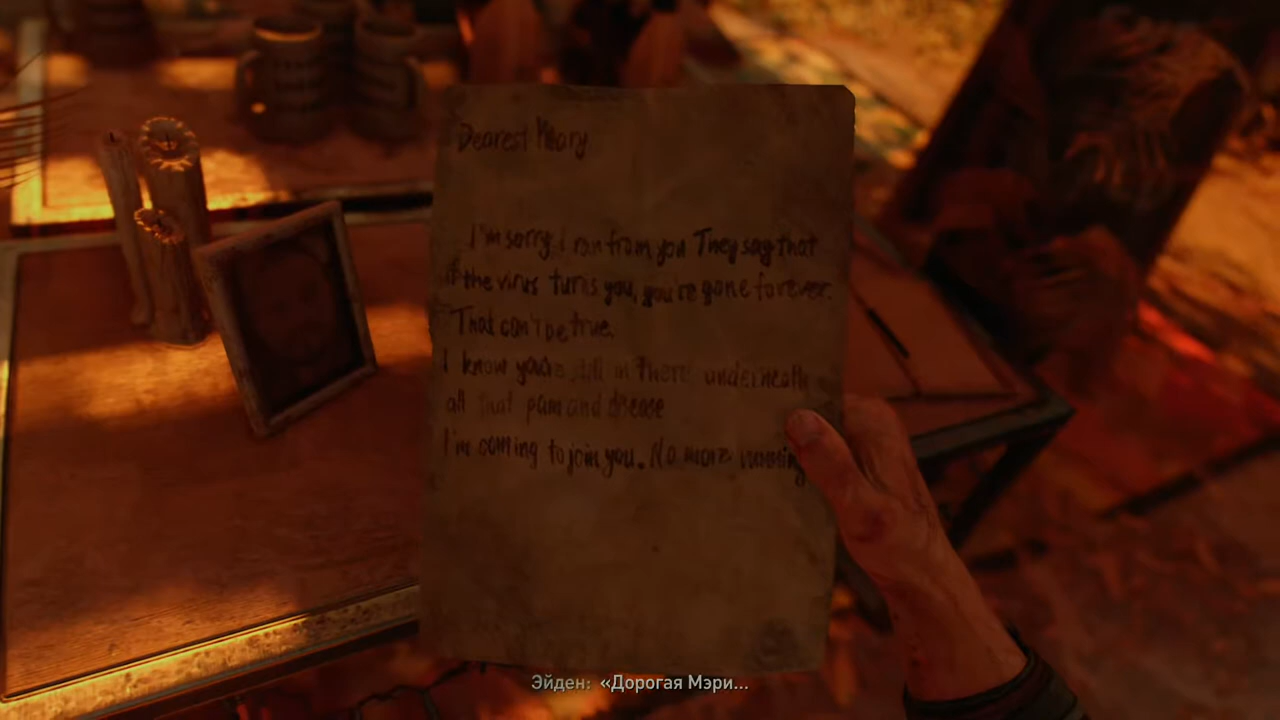 Dearest Mary
I'm sorry I ran from you They say that
if the virus turns you, you're gone forever.
That can't be true.
I know you're still in there underneath
all that pain and disease
I'm coming to join you. No more running
Эйден: «Дорогая Мэри...